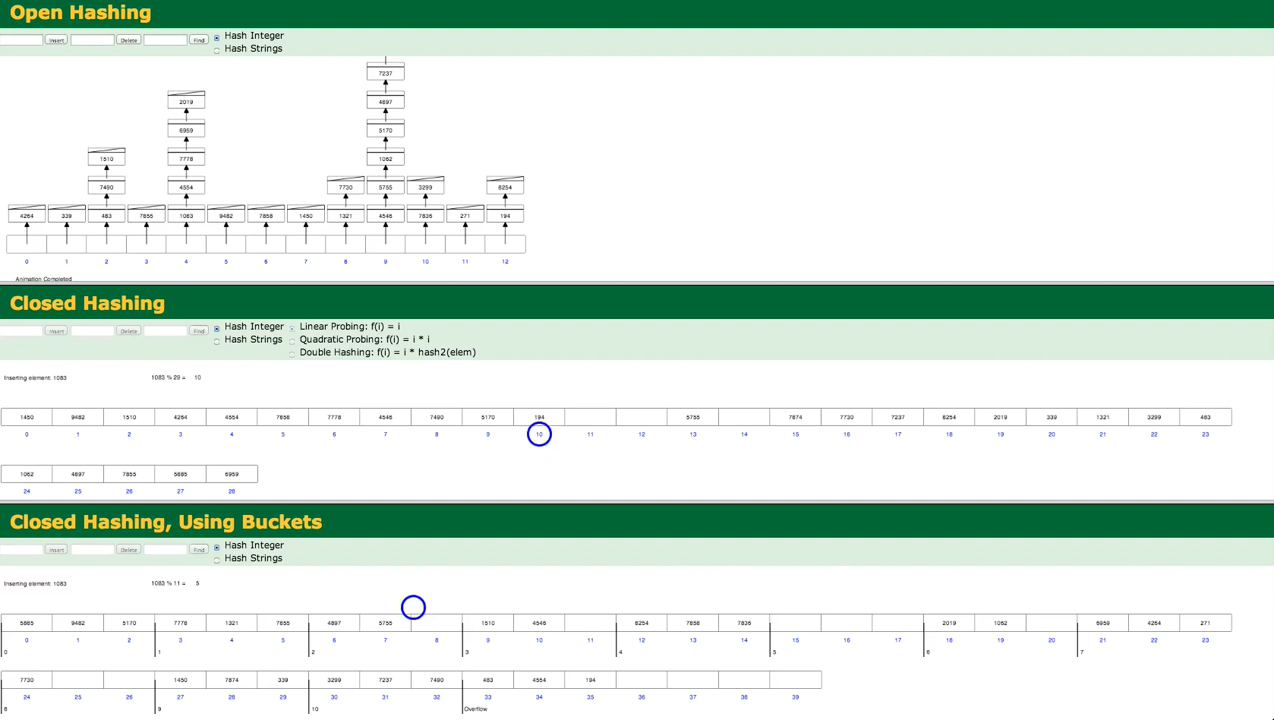 Open Hashing
Insert Delete Find Hash Integer
Hash Strings
7237
2019 4897
6959 5170
1510 7778 1062
7490 4554 5755 7730 3299 6254
4264 339 483 7855 1083 9482 7858 1450 1321 4546 7836 271 194
0 1 2 3 4 5 6 7 8 9 10 11 12
Animation Completed
Closed Hashing
Insert Delete Find Hash Integer Linear Probing: f(i) = i
Hash Strings Quadratic Probing: f(i) = i * i
Double Hashing: f(i) = i * hash2(elem)
Inserting element: 1083 1083 % 29 = 10
1450 9482 1510 4264 4554 7858 7778 4546 7490 5170 194 5755 7874 7730 7237 6254 2019 339 1321 3299 483
0 1 2 3 4 5 6 7 8 9 10 11 12 13 14 15 16 17 18 19 20 21 22 23
1062 4897 7855 5885 6959
24 25 26 27 28
Closed Hashing, Using Buckets
Insert Delete Find Hash Integer
Hash Strings
Inserting element: 1083 1083 % 11 = 5
5885 9482 5170 7778 1321 7855 4897 5755 1510 4546 6254 7858 7836 2019 1062 6959 4264 271
0 1 2 3 4 5 6 7 8 9 10 11 12 13 14 15 16 17 18 19 20 21 22 23
0 1 2 3 4 5 6 7
7730 1450 7874 339 3299 7237 7490 483 4554 194
24 25 26 27 28 29 30 31 32 33 34 35 36 37 38 39
8 9 10 Overflow